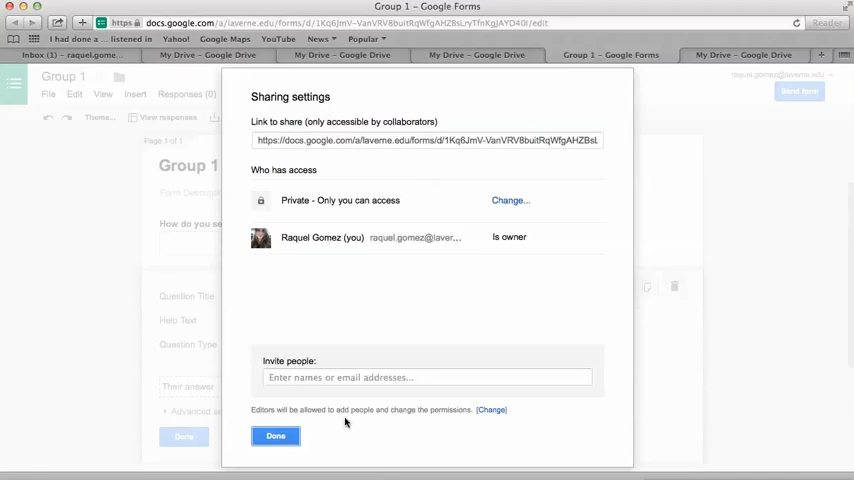 Group 1 – Google Forms
https docs.google.com/a/laverne.edu/forms/d/1Kq6JmV-VanVRV8buitRqWfgAHZBsLryTfnKgJAYD40I/edit
Reader
I had done a ... listened in Yahoo! Google Maps YouTube News Popular
Inbox (1) – raquel.gome... My Drive – Google Drive My Drive – Google Drive My Drive – Google Drive Group 1 – Google Forms My Drive – Google Drive
Group 1
raquel.gomez@laverne.edu
File Edit View Insert Responses (0)
Send form
Theme... View responses
Page 1 of 1
Group 1
Form Description
How do you se
Question Title
Help Text
Question Type
Their answer
Advanced se
Done
Sharing settings
Link to share (only accessible by collaborators)
https://docs.google.com/a/laverne.edu/forms/d/1Kq6JmV-VanVRV8buitRqWfgAHZBsL
Who has access
Private - Only you can access Change...
Raquel Gomez (you) raquel.gomez@laver... Is owner
Invite people:
Enter names or email addresses...
Editors will be allowed to add people and change the permissions. [Change]
Done